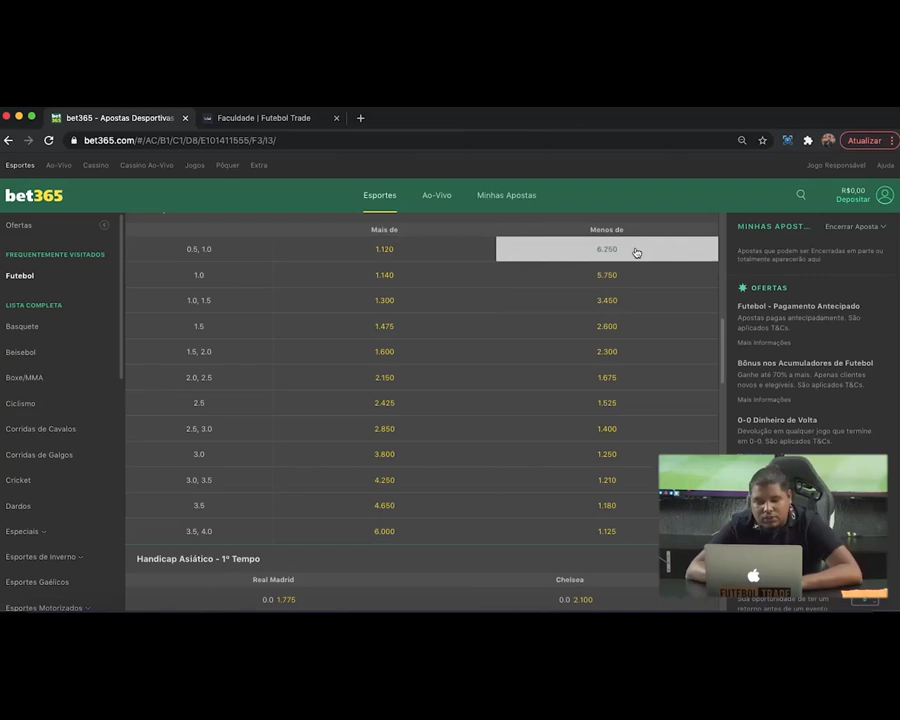 bet365 - Apostas Desportivas
Faculdade | Futebol Trade
bet365.com/#/AC/B1/C1/D8/E101411555/F3/I3/
Atualizar
Esportes Ao-Vivo Cassino Cassino Ao-Vivo Jogos Pôquer Extra
Jogo Responsável Ajuda
bet365
Esportes Ao-Vivo Minhas Apostas
R$0,00
Depositar
Ofertas
FREQUENTEMENTE VISITADOS
Futebol
LISTA COMPLETA
Basquete
Beisebol
Boxe/MMA
Ciclismo
Corridas de Cavalos
Corridas de Galgos
Cricket
Dardos
Especiais
Esportes de Inverno
Esportes Gaélicos
Esportes Motorizados
Mais de Menos de
0.5, 1.0 1.120 6.250
1.0 1.140 5.750
1.0, 1.5 1.300 3.450
1.5 1.475 2.600
1.5, 2.0 1.600 2.300
2.0, 2.5 2.150 1.675
2.5 2.425 1.525
2.5, 3.0 2.850 1.400
3.0 3.800 1.250
3.0, 3.5 4.250 1.210
3.5 4.650 1.180
3.5, 4.0 6.000 1.125
Handicap Asiático - 1º Tempo
Real Madrid Chelsea
0.0 1.775 0.0 2.100
MINHAS APOST... Encerrar Aposta
Apostas que podem ser Encerradas em parte ou
totalmente aparecerão aqui
OFERTAS
Futebol - Pagamento Antecipado
Apostas pagas antecipadamente. São
aplicados T&Cs.
Mais Informações
Bônus nos Acumuladores de Futebol
Ganhe até 70% a mais. Apenas clientes
novos e elegíveis. São aplicados T&Cs.
Mais Informações
0-0 Dinheiro de Volta
Devolução em qualquer jogo que termine
em 0-0. São aplicados T&Cs.
FUTEBOL TRADE
Sua oportunidade de ter um
retorno antes de um evento